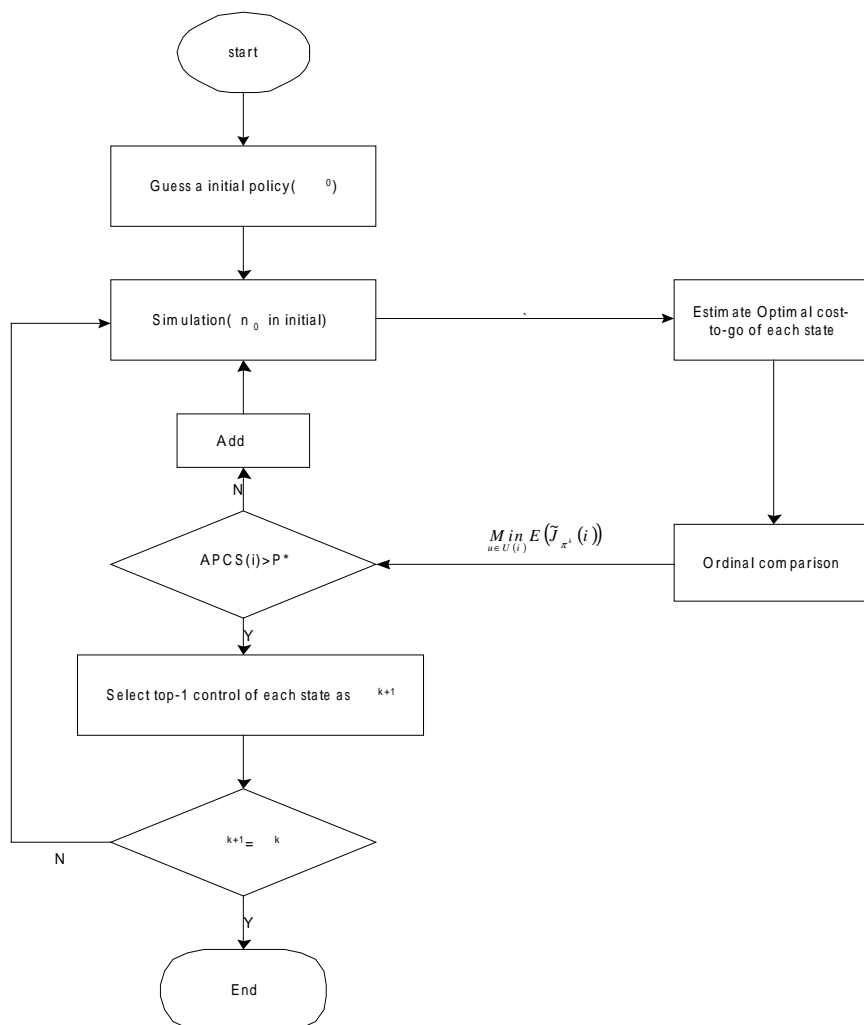 start
Guess a initial policy( ⁰)
Simulation( n₀ in initial)
`
Estimate Optimal cost-
to-go of each state
Add
N
APCS(i)>P*
Min E(J̃_{π^k}(i))
u∈U(i)
Ordinal comparison
Y
Select top-1 control of each state as ᵏ⁺¹
ᵏ⁺¹= ᵏ
N
Y
End